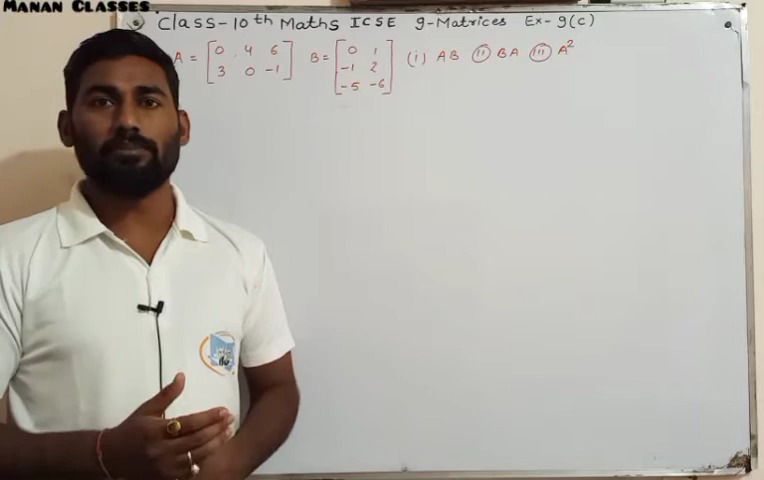 MANAN CLASSES
Class-10th Maths ICSE 9-Matrices Ex-9(c)
A = [0 4 6 B = [0 1 (i) AB (ii) BA (iii) A²
3 0 -1] -1 2
-5 -6]